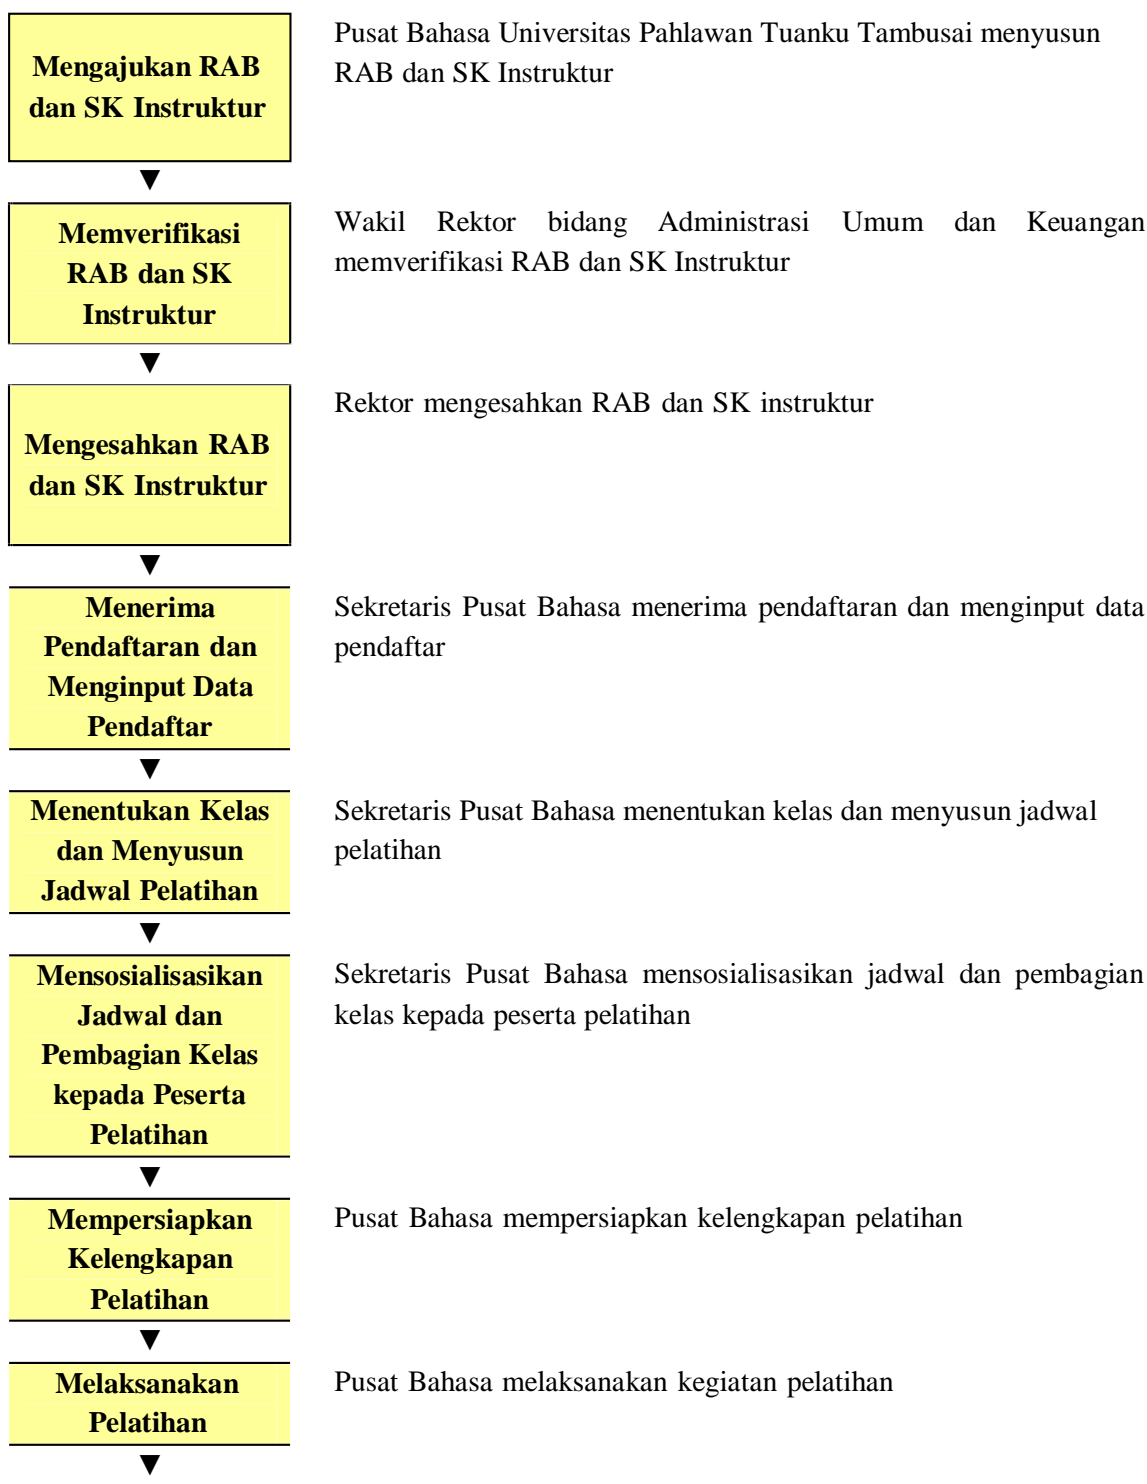 Mengajukan RAB
dan SK Instruktur
Pusat Bahasa Universitas Pahlawan Tuanku Tambusai menyusun
RAB dan SK Instruktur
Memverifikasi
RAB dan SK
Instruktur
Wakil Rektor bidang Administrasi Umum dan Keuangan
memverifikasi RAB dan SK Instruktur
Mengesahkan RAB
dan SK Instruktur
Rektor mengesahkan RAB dan SK instruktur
Menerima
Pendaftaran dan
Menginput Data
Pendaftar
Sekretaris Pusat Bahasa menerima pendaftaran dan menginput data
pendaftar
Menentukan Kelas
dan Menyusun
Jadwal Pelatihan
Sekretaris Pusat Bahasa menentukan kelas dan menyusun jadwal
pelatihan
Mensosialisasikan
Jadwal dan
Pembagian Kelas
kepada Peserta
Pelatihan
Sekretaris Pusat Bahasa mensosialisasikan jadwal dan pembagian
kelas kepada peserta pelatihan
Mempersiapkan
Kelengkapan
Pelatihan
Pusat Bahasa mempersiapkan kelengkapan pelatihan
Melaksanakan
Pelatihan
Pusat Bahasa melaksanakan kegiatan pelatihan